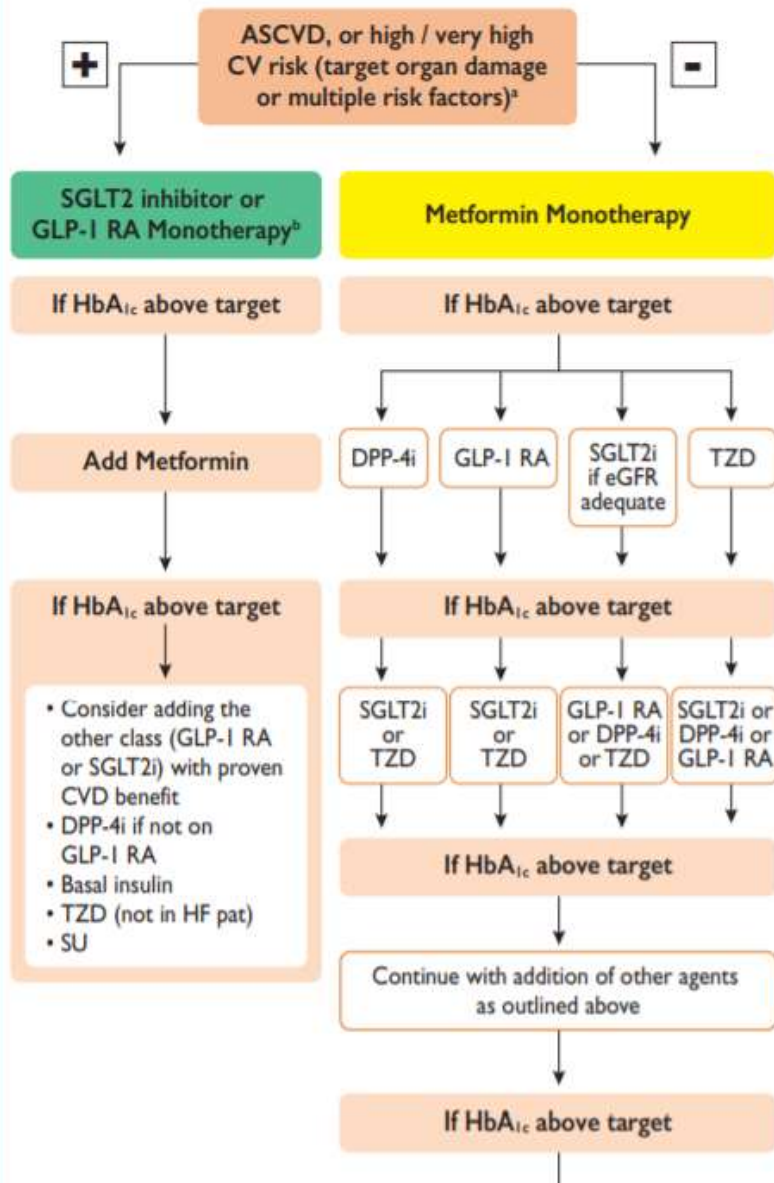 +
ASCVD, or high / very high
CV risk (target organ damage
or multiple risk factors)ᵃ
-
SGLT2 inhibitor or
GLP-1 RA Monotherapyᵇ
If HbA₁c above target
Add Metformin
If HbA₁c above target
• Consider adding the
other class (GLP-1 RA
or SGLT2i) with proven
CVD benefit
• DPP-4i if not on
GLP-1 RA
• Basal insulin
• TZD (not in HF pat)
• SU
Metformin Monotherapy
If HbA₁c above target
DPP-4i
GLP-1 RA
SGLT2i
if eGFR
adequate
TZD
If HbA₁c above target
SGLT2i
or
TZD
SGLT2i
or
TZD
GLP-1 RA
or DPP-4i
or TZD
SGLT2i or
DPP-4i or
GLP-1 RA
If HbA₁c above target
Continue with addition of other agents
as outlined above
If HbA₁c above target